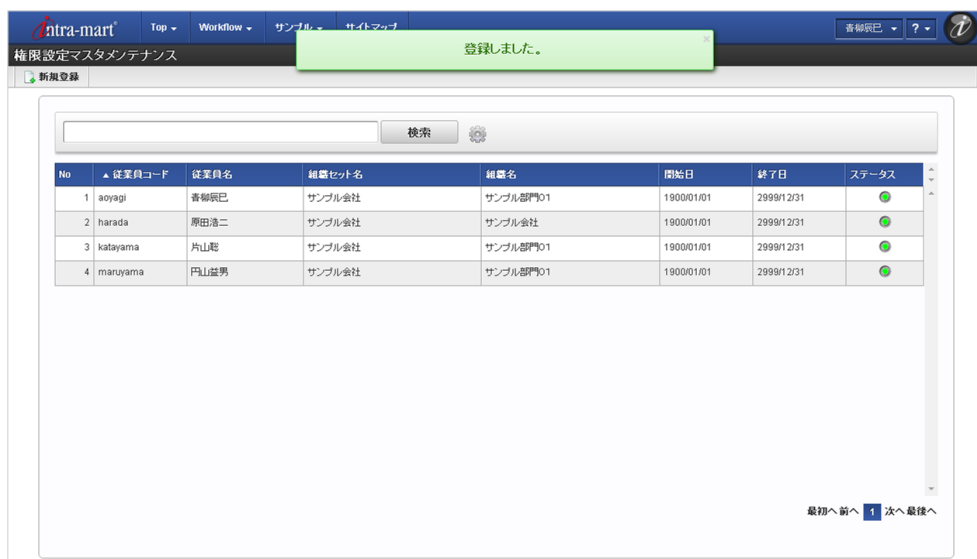 intra-mart Top Workflow サンプル サイトマップ 青柳辰巳 ?
権限設定マスタメンテナンス
登録しました。 ×
新規登録
検索
No ▲ 従業員コード 従業員名 組織セット名 組織名 開始日 終了日 ステータス
1 aoyagi 青柳辰巳 サンプル会社 サンプル部門01 1900/01/01 2999/12/31
2 harada 原田浩二 サンプル会社 サンプル会社 1900/01/01 2999/12/31
3 katayama 片山聡 サンプル会社 サンプル部門01 1900/01/01 2999/12/31
4 maruyama 円山益男 サンプル会社 サンプル部門01 1900/01/01 2999/12/31
最初へ 前へ 1 次へ 最後へ